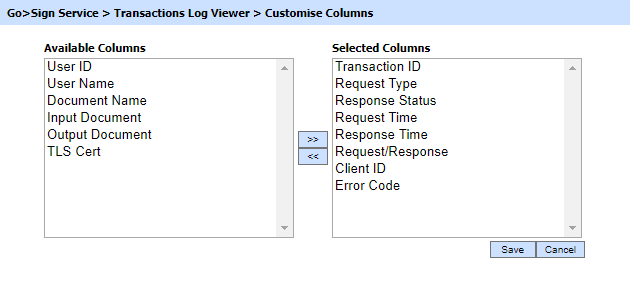 Go>Sign Service > Transactions Log Viewer > Customise Columns
Available Columns
User ID
User Name
Document Name
Input Document
Output Document
TLS Cert
>>
<<
Selected Columns
Transaction ID
Request Type
Response Status
Request Time
Response Time
Request/Response
Client ID
Error Code
Save
Cancel